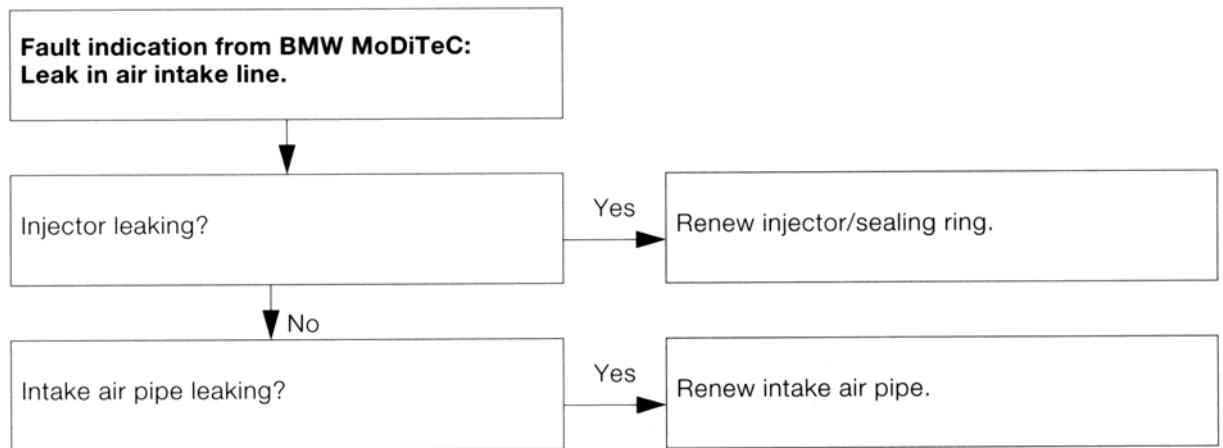 Fault indication from BMW MoDiTeC:
Leak in air intake line.
Injector leaking?
Yes
Renew injector/sealing ring.
No
Intake air pipe leaking?
Yes
Renew intake air pipe.